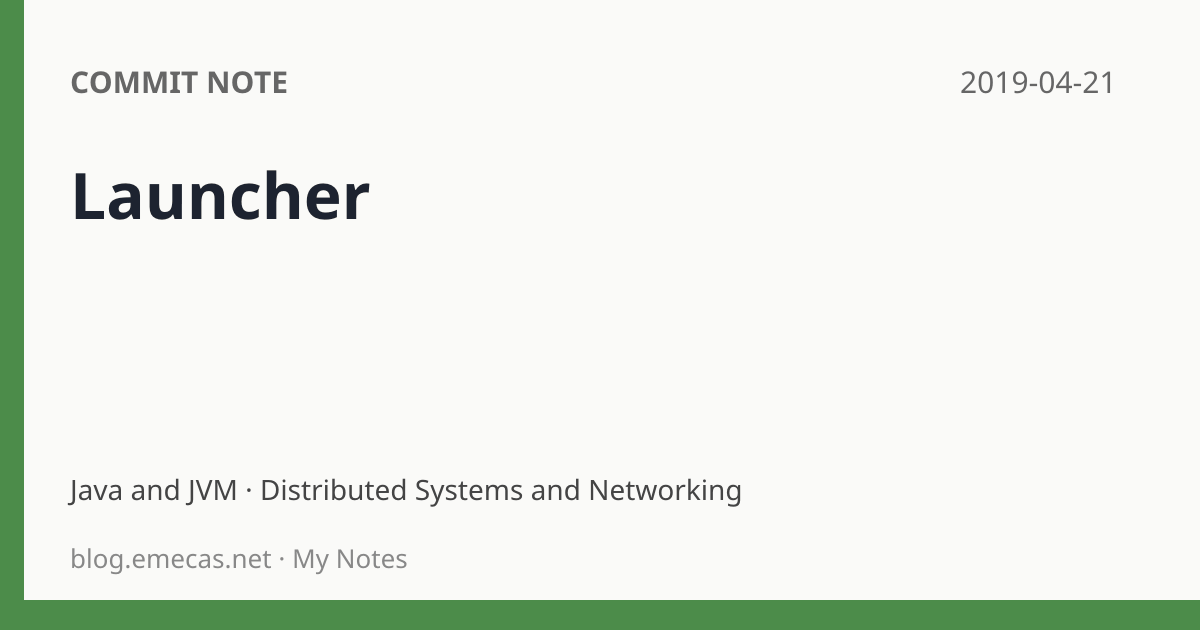 COMMIT NOTE
2019-04-21
Launcher
Java and JVM · Distributed Systems and Networking
blog.emecas.net · My Notes